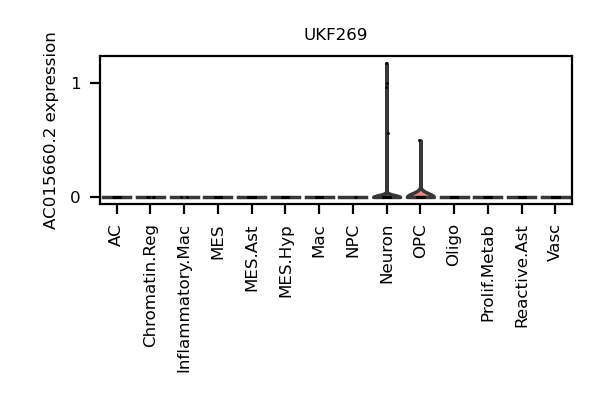 UKF269
AC015660.2 expression
1
0
AC
Chromatin.Reg
Inflammatory.Mac
MES
MES.Ast
MES.Hyp
Mac
NPC
Neuron
OPC
Oligo
Prolif.Metab
Reactive.Ast
Vasc